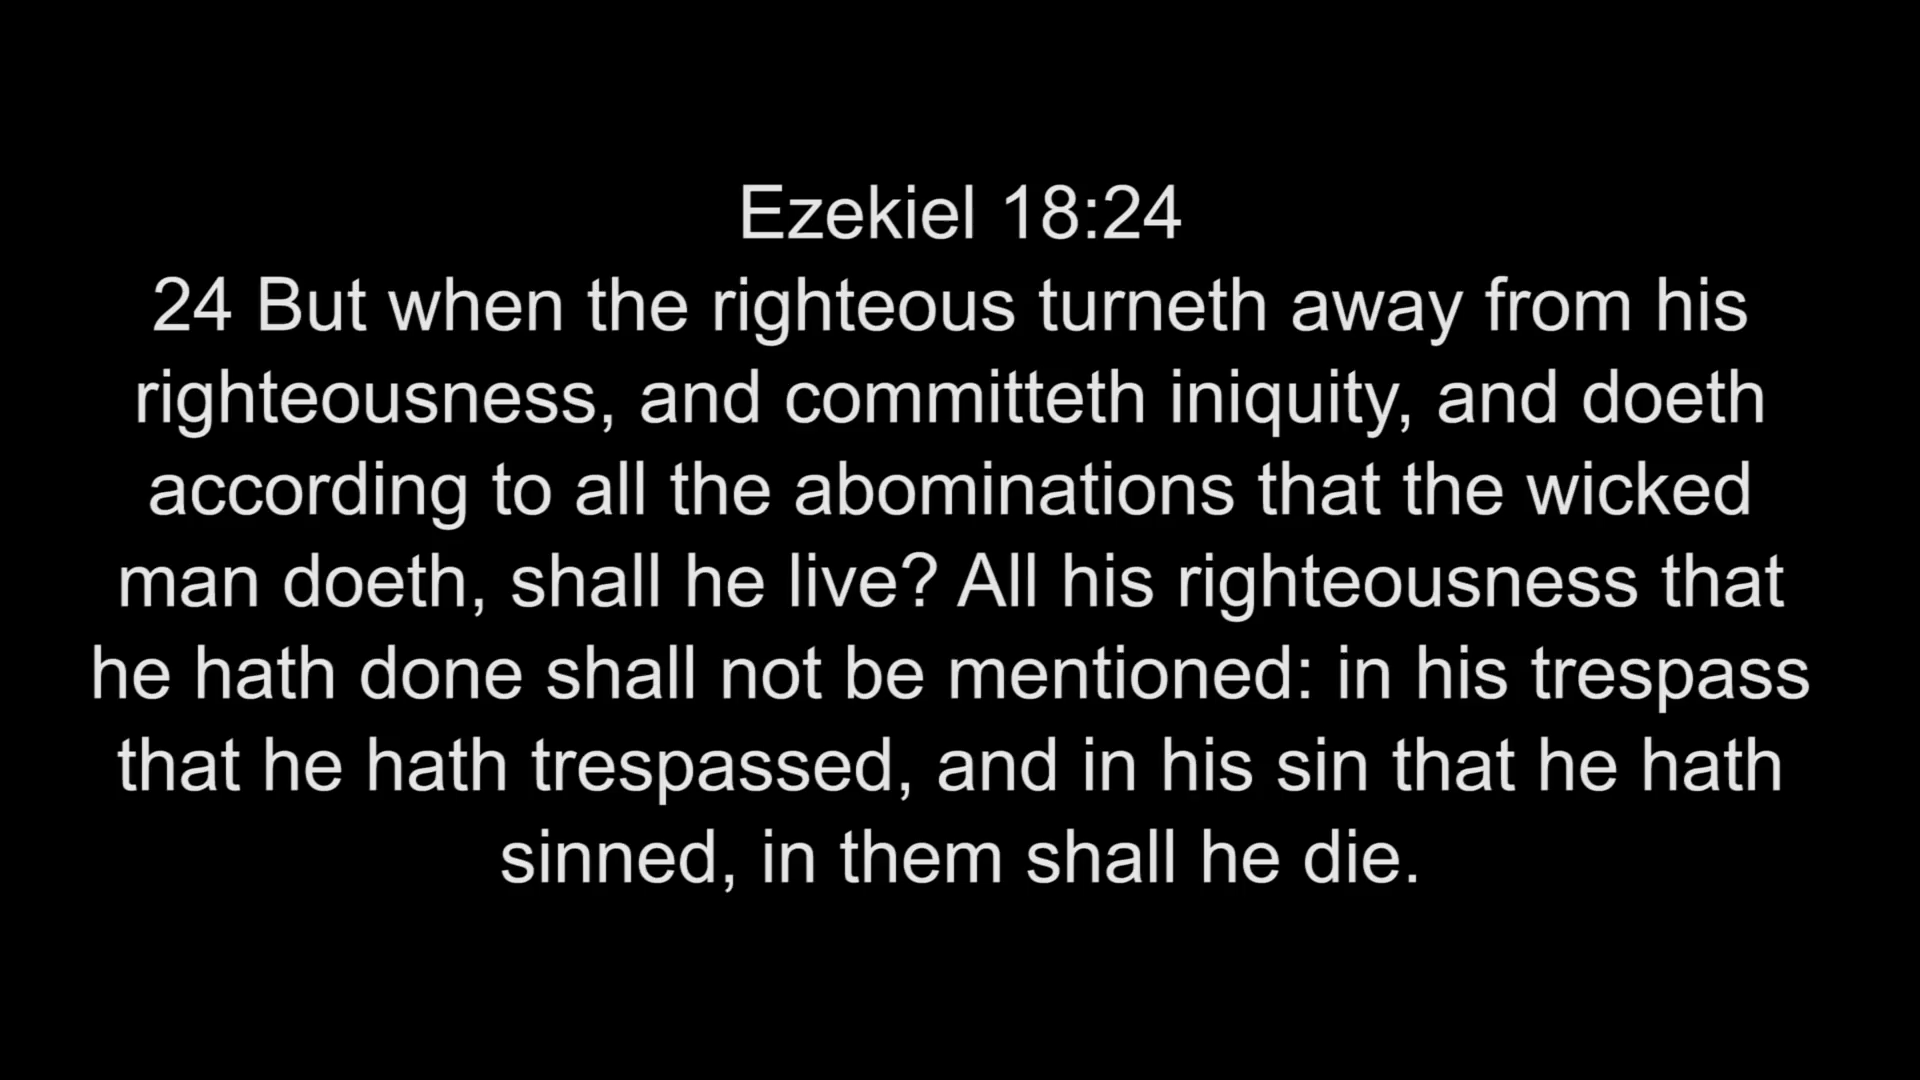 Ezekiel 18:24
24 But when the righteous turneth away from his
righteousness, and committeth iniquity, and doeth
according to all the abominations that the wicked
man doeth, shall he live? All his righteousness that
he hath done shall not be mentioned: in his trespass
that he hath trespassed, and in his sin that he hath
sinned, in them shall he die.